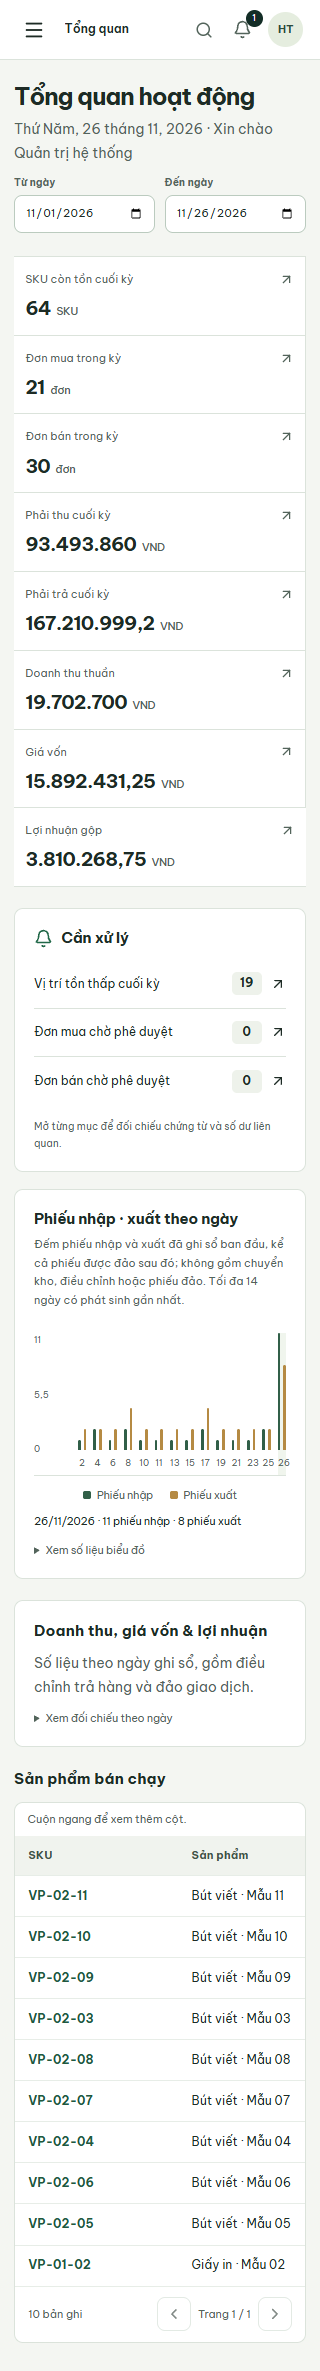 Tổng quan
1
HT
Tổng quan hoạt động
Thứ Năm, 26 tháng 11, 2026 · Xin chào
Quản trị hệ thống
Từ ngày
Đến ngày
11/01/2026
11/26/2026
SKU còn tồn cuối kỳ
64 SKU
Đơn mua trong kỳ
21 đơn
Đơn bán trong kỳ
30 đơn
Phải thu cuối kỳ
93.493.860 VND
Phải trả cuối kỳ
167.210.999,2 VND
Doanh thu thuần
19.702.700 VND
Giá vốn
15.892.431,25 VND
Lợi nhuận gộp
3.810.268,75 VND
Cần xử lý
Vị trí tồn thấp cuối kỳ 19
Đơn mua chờ phê duyệt 0
Đơn bán chờ phê duyệt 0
Mở từng mục để đối chiếu chứng từ và số dư liên
quan.
Phiếu nhập · xuất theo ngày
Đếm phiếu nhập và xuất đã ghi sổ ban đầu, kể
cả phiếu được đảo sau đó; không gồm chuyển
kho, điều chỉnh hoặc phiếu đảo. Tối đa 14
ngày có phát sinh gần nhất.
11
5,5
0
2 4 6 8 10 11 13 15 17 19 21 23 25 26
Phiếu nhập Phiếu xuất
26/11/2026 · 11 phiếu nhập · 8 phiếu xuất
Xem số liệu biểu đồ
Doanh thu, giá vốn & lợi nhuận
Số liệu theo ngày ghi sổ, gồm điều
chỉnh trả hàng và đảo giao dịch.
Xem đối chiếu theo ngày
Sản phẩm bán chạy
Cuộn ngang để xem thêm cột.
SKU Sản phẩm
VP-02-11 Bút viết · Mẫu 11
VP-02-10 Bút viết · Mẫu 10
VP-02-09 Bút viết · Mẫu 09
VP-02-03 Bút viết · Mẫu 03
VP-02-08 Bút viết · Mẫu 08
VP-02-07 Bút viết · Mẫu 07
VP-02-04 Bút viết · Mẫu 04
VP-02-06 Bút viết · Mẫu 06
VP-02-05 Bút viết · Mẫu 05
VP-01-02 Giấy in · Mẫu 02
10 bản ghi Trang 1 / 1